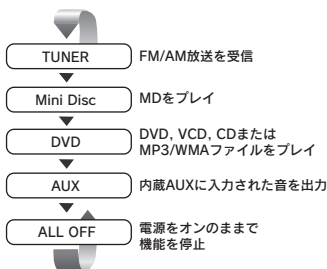 TUNER
FM/AM放送を受信
Mini Disc
MDをプレイ
DVD
DVD, VCD, CDまたは
MP3/WMAファイルをプレイ
AUX
内蔵AUXに入力された音を出力
ALL OFF
電源をオンのままで
機能を停止